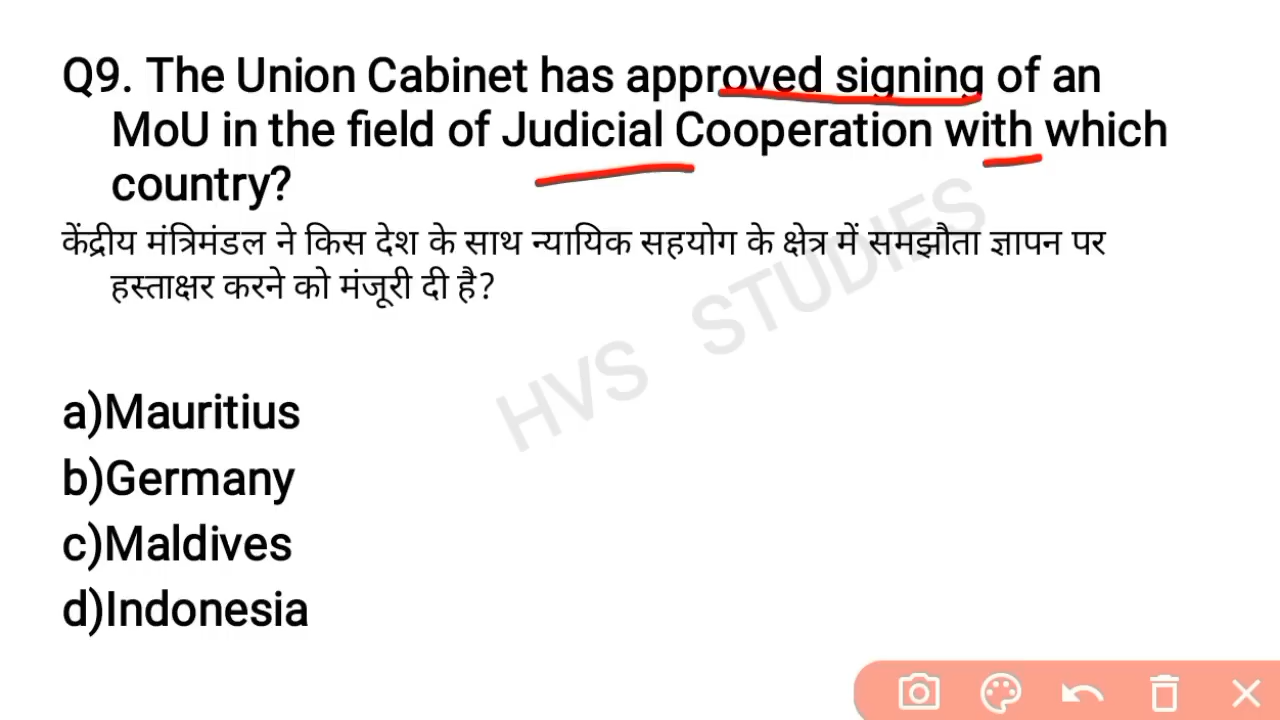 Q9. The Union Cabinet has approved signing of an
MoU in the field of Judicial Cooperation with which
country?
केंद्रीय मंत्रिमंडल ने किस देश के साथ न्यायिक सहयोग के क्षेत्र में समझौता ज्ञापन पर
हस्ताक्षर करने को मंजूरी दी है?
HVS STUDIES
a)Mauritius
b)Germany
c)Maldives
d)Indonesia